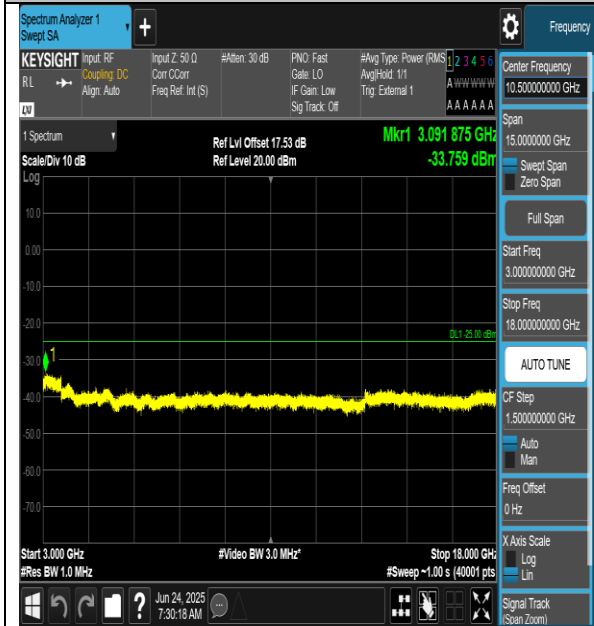 Spectrum Analyzer 1
Swept SA
+
Frequency
KEYSIGHT
RL
LXI
Input: RF
Coupling: DC
Align: Auto
Input Z: 50 Ω
Corr CCorr
Freq Ref: Int (S)
#Atten: 30 dB
PNO: Fast
Gate: LO
IF Gain: Low
Sig Track: Off
#Avg Type: Power (RMS
Avg|Hold: 1/1
Trig: External 1
1 2 3 4 5 6
A W W W W W
A A A A A A
1 Spectrum
Scale/Div 10 dB
Log
Ref Lvl Offset 17.53 dB
Ref Level 20.00 dBm
Mkr1 3.091 875 GHz
-33.759 dBm
10.0
0.00
-10.0
-20.0
DL1 -25.00 dBm
-30.0
1
-40.0
-50.0
-60.0
-70.0
Start 3.000 GHz
#Res BW 1.0 MHz
#Video BW 3.0 MHz*
Stop 18.000 GHz
#Sweep ~1.00 s (40001 pts
Jun 24, 2025
7:30:18 AM
Center Frequency
10.500000000 GHz
Span
15.0000000 GHz
Swept Span
Zero Span
Full Span
Start Freq
3.000000000 GHz
Stop Freq
18.000000000 GHz
AUTO TUNE
CF Step
1.500000000 GHz
Auto
Man
Freq Offset
0 Hz
X Axis Scale
Log
Lin
Signal Track
(Span Zoom)